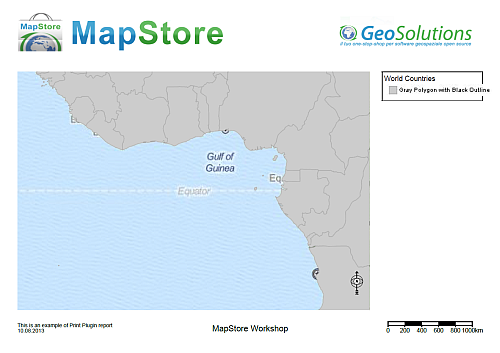 MapStore
MapStore
GeoSolutions
Il tuo one-stop-shop per software geospaziale open source
World Countries
Gray Polygon with Black Outline
Gulf of
Guinea
Eq
Equator
This is an example of Print Plugin report
10.08.2013
MapStore Workshop
0 200 400 600 800 1000km